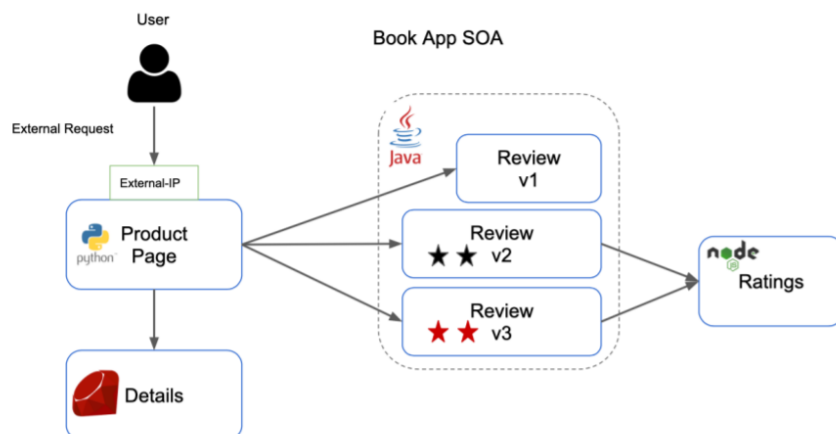 User
Book App SOA
External Request
External-IP
Product
Page
python
Java
Review
v1
Review
v2
Review
v3
node
JS
Ratings
Details